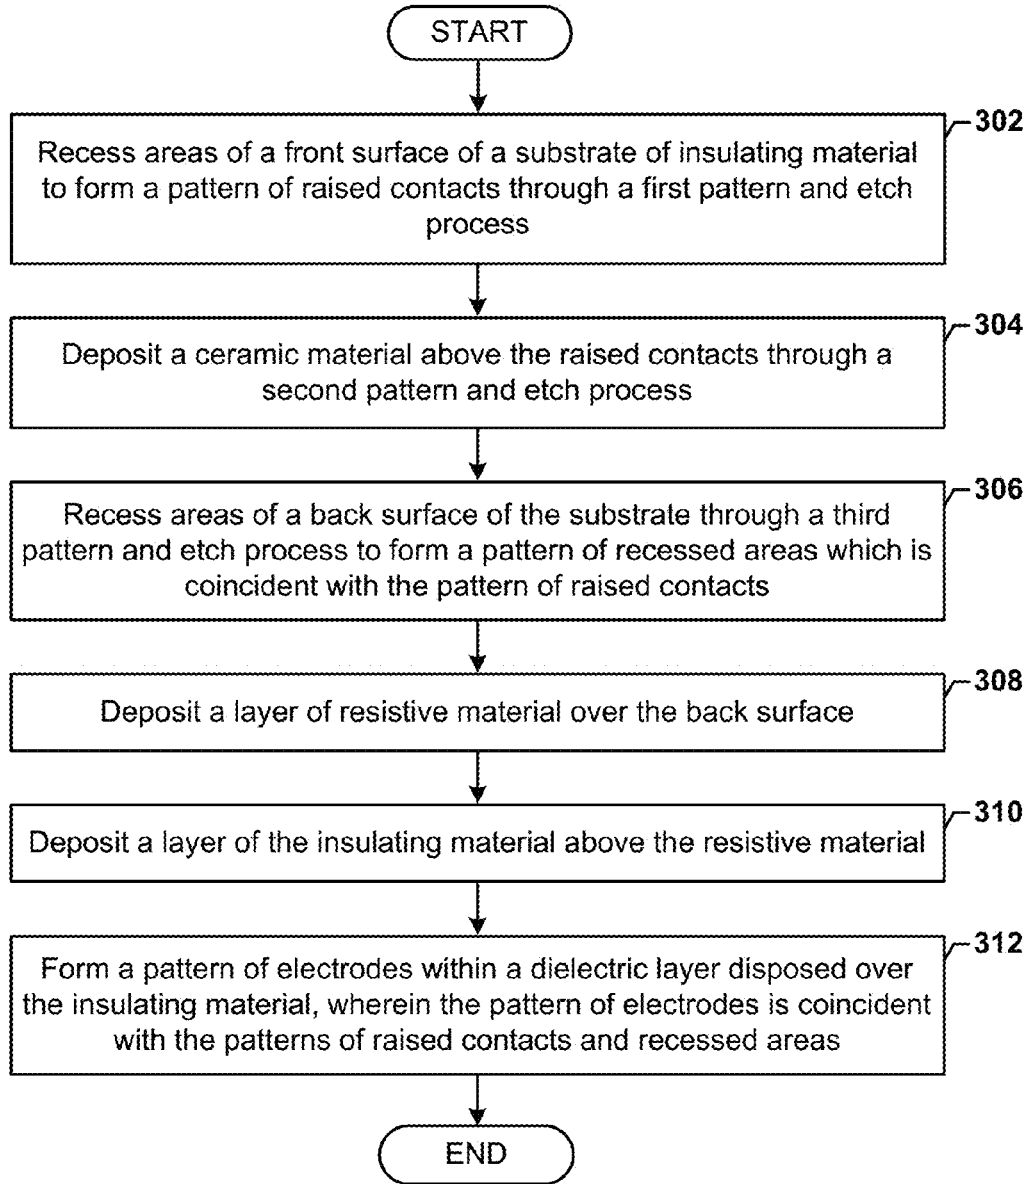 START
302
Recess areas of a front surface of a substrate of insulating material
to form a pattern of raised contacts through a first pattern and etch
process
304
Deposit a ceramic material above the raised contacts through a
second pattern and etch process
306
Recess areas of a back surface of the substrate through a third
pattern and etch process to form a pattern of recessed areas which is
coincident with the pattern of raised contacts
308
Deposit a layer of resistive material over the back surface
310
Deposit a layer of the insulating material above the resistive material
312
Form a pattern of electrodes within a dielectric layer disposed over
the insulating material, wherein the pattern of electrodes is coincident
with the patterns of raised contacts and recessed areas
END